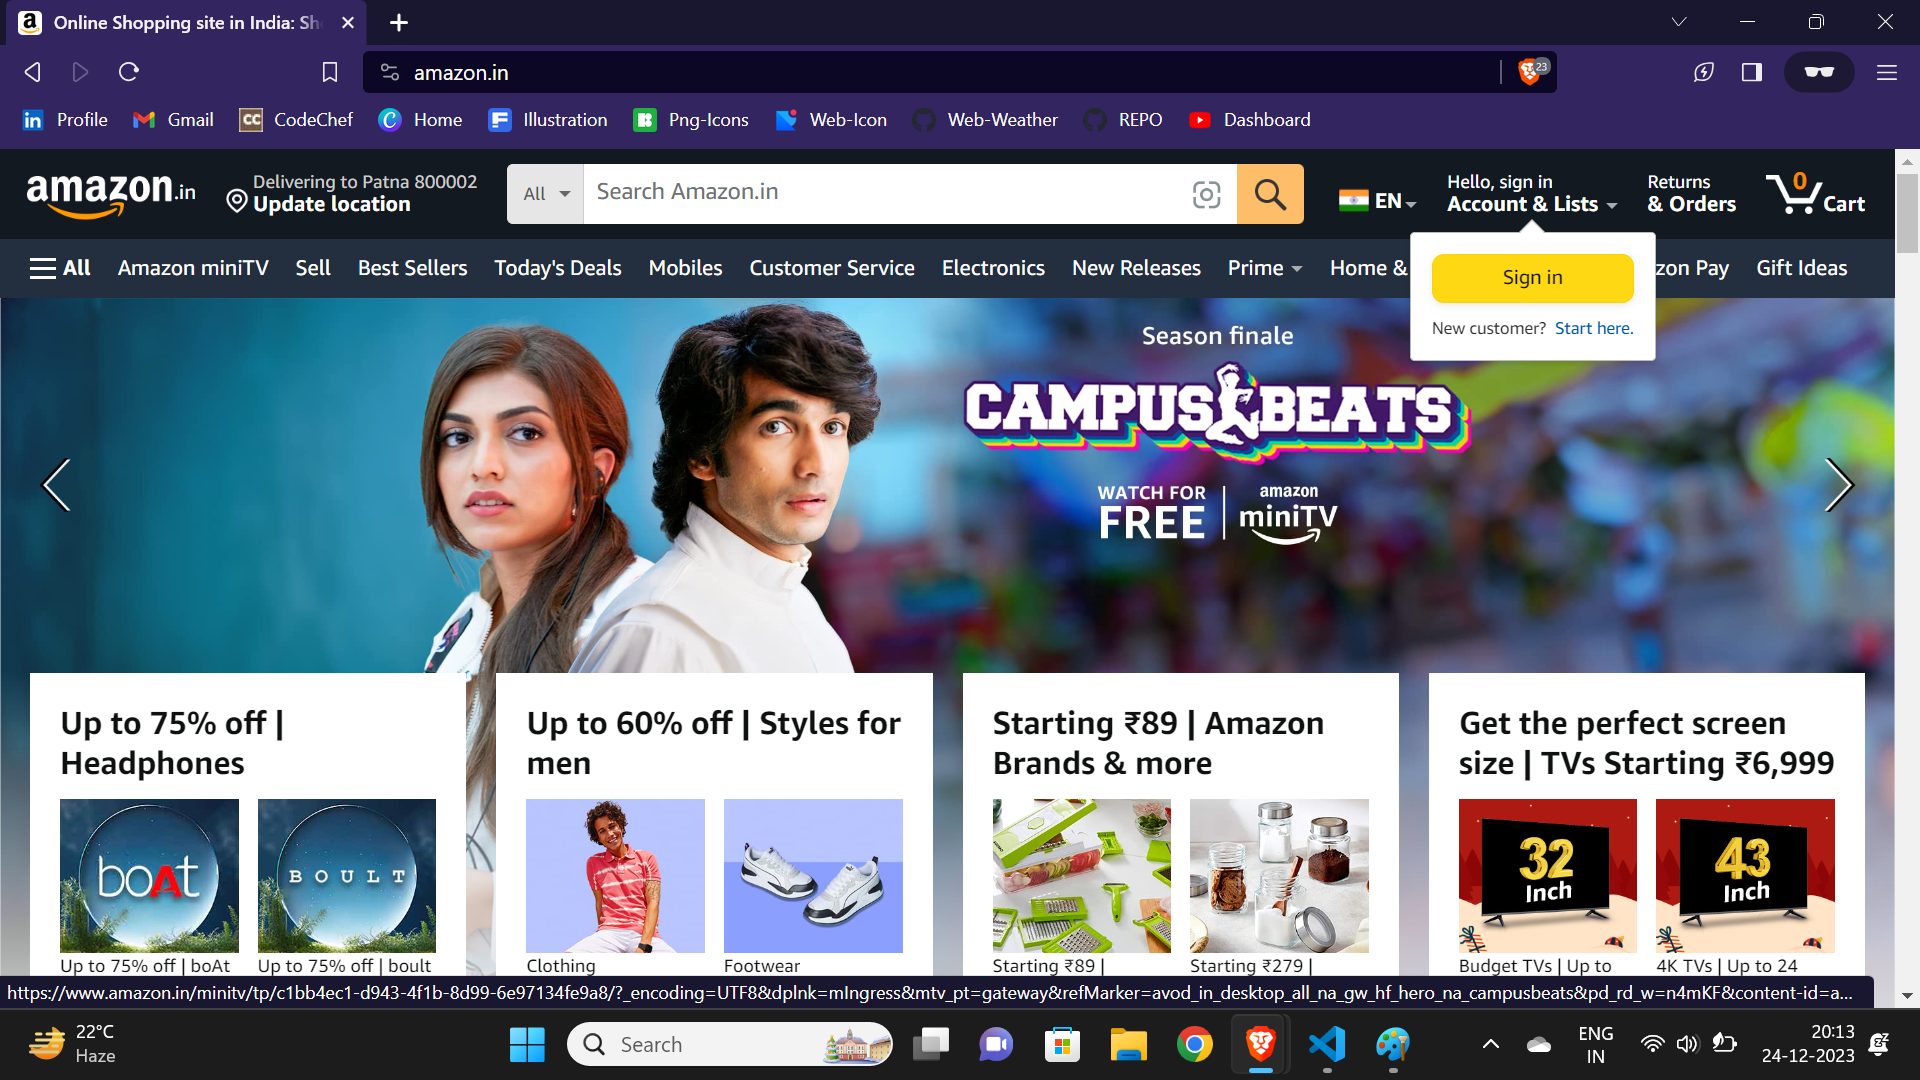 Online Shopping site in India: Sh
amazon.in
23
Profile
Gmail
CC
CodeChef
Home
Illustration
Png-Icons
Web-Icon
Web-Weather
REPO
Dashboard
amazon.in
Delivering to Patna 800002
Update location
All
Search Amazon.in
EN
Hello, sign in
Account & Lists
Returns
& Orders
0
Cart
All
Amazon miniTV
Sell
Best Sellers
Today's Deals
Mobiles
Customer Service
Electronics
New Releases
Prime
Home &
zon Pay
Gift Ideas
Sign in
New customer? Start here.
Season finale
CAMPUS BEATS
WATCH FOR
FREE
amazon
miniTV
Up to 75% off |
Headphones
Up to 60% off | Styles for
men
Starting ₹89 | Amazon
Brands & more
Get the perfect screen
size | TVs Starting ₹6,999
boAt
BOULT
32
Inch
43
Inch
Up to 75% off | boAt
Up to 75% off | boult
Clothing
Footwear
Starting ₹89 |
Starting ₹279 |
Budget TVs | Up to
4K TVs | Up to 24
https://www.amazon.in/minitv/tp/c1bb4ec1-d943-4f1b-8d99-6e97134fe9a8/?_encoding=UTF8&dplnk=mIngress&mtv_pt=gateway&refMarker=avod_in_desktop_all_na_gw_hf_hero_na_campusbeats&pd_rd_w=n4mKF&content-id=a...
22°C
Haze
Search
ENG
IN
20:13
24-12-2023